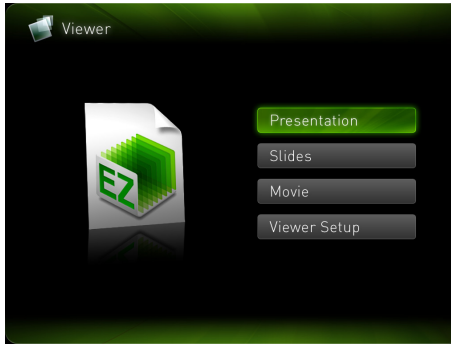 Viewer
Presentation
Slides
EZ
Movie
Viewer Setup